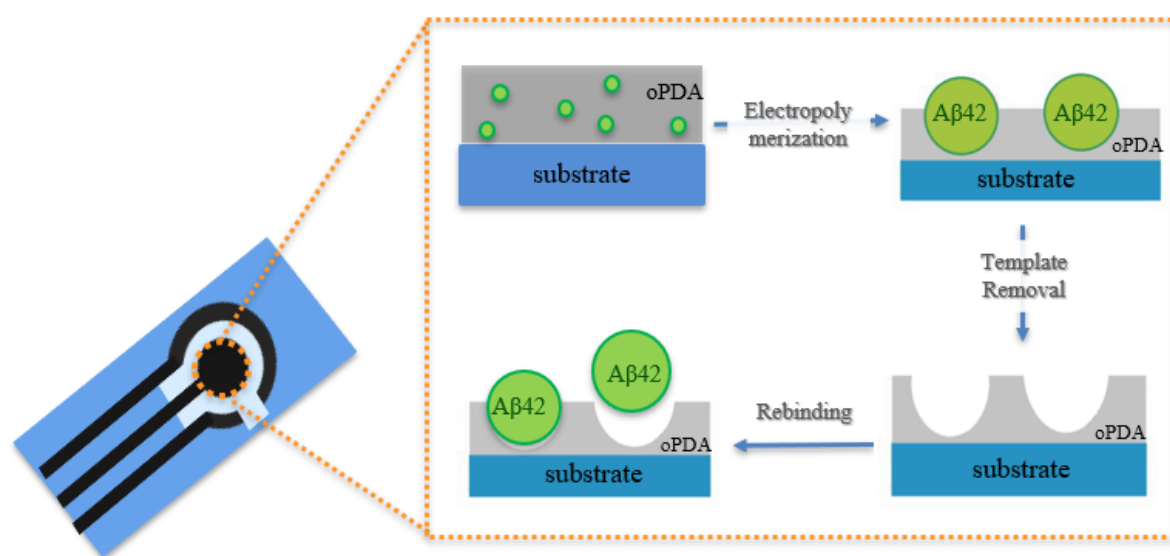 oPDA
substrate
Electropoly
merization
Aβ42
Aβ42
oPDA
substrate
Template
Removal
oPDA
substrate
Rebinding
Aβ42
Aβ42
oPDA
substrate